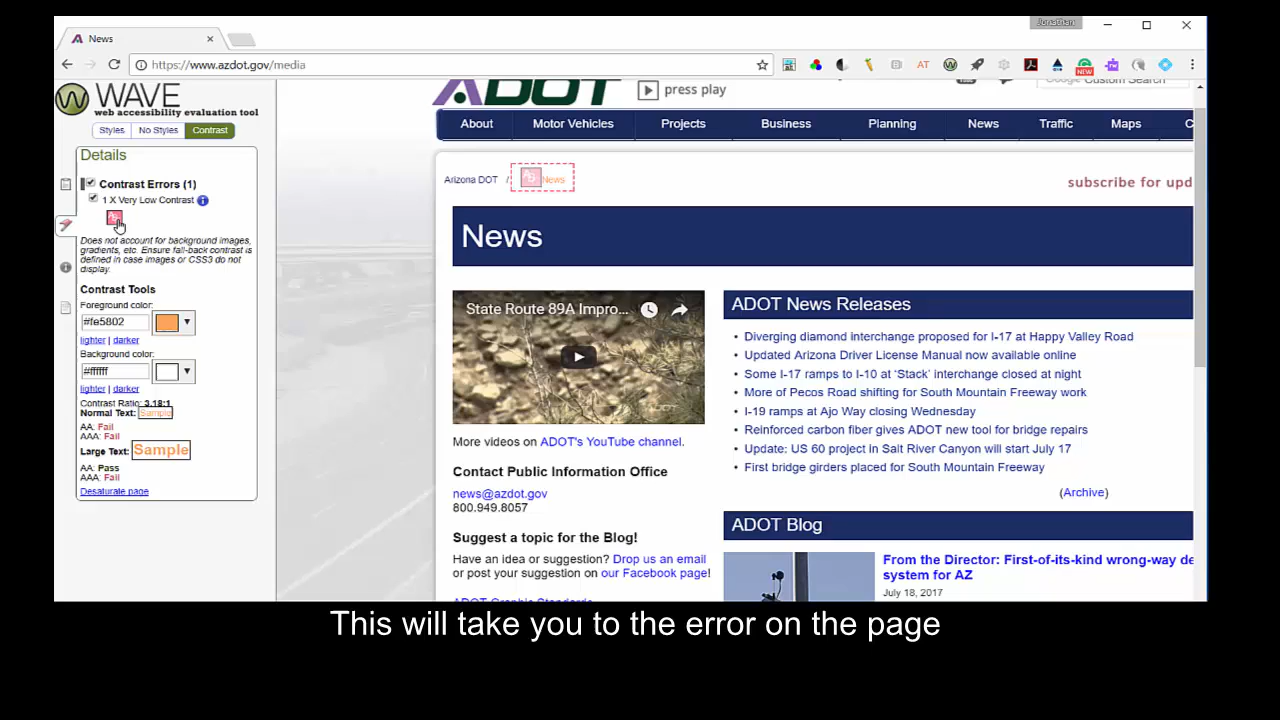 Jonathan
News
https://www.azdot.gov/media
AT
NEW
WAVE
web accessibility evaluation tool
Styles
No Styles
Contrast
Details
Contrast Errors (1)
1 X Very Low Contrast
Does not account for background images,
gradients, etc. Ensure fall-back contrast is
defined in case images or CSS3 do not
display.
Contrast Tools
Foreground color:
#fe5802
lighter | darker
Background color:
#ffffff
lighter | darker
Contrast Ratio: 3.18:1
Normal Text: Sample
AA: Fail
AAA: Fail
Large Text: Sample
AA: Pass
AAA: Fail
Desaturate page
ADOT
press play
Custom Search
About
Motor Vehicles
Projects
Business
Planning
News
Traffic
Maps
C
Arizona DOT / News
subscribe for upd
News
State Route 89A Impro...
More videos on ADOT's YouTube channel.
Contact Public Information Office
news@azdot.gov
800.949.8057
Suggest a topic for the Blog!
Have an idea or suggestion? Drop us an email
or post your suggestion on our Facebook page!
ADOT Graphic Standards
ADOT News Releases
Diverging diamond interchange proposed for I-17 at Happy Valley Road
Updated Arizona Driver License Manual now available online
Some I-17 ramps to I-10 at ‘Stack’ interchange closed at night
More of Pecos Road shifting for South Mountain Freeway work
I-19 ramps at Ajo Way closing Wednesday
Reinforced carbon fiber gives ADOT new tool for bridge repairs
Update: US 60 project in Salt River Canyon will start July 17
First bridge girders placed for South Mountain Freeway
(Archive)
ADOT Blog
From the Director: First-of-its-kind wrong-way de
system for AZ
July 18, 2017
This will take you to the error on the page